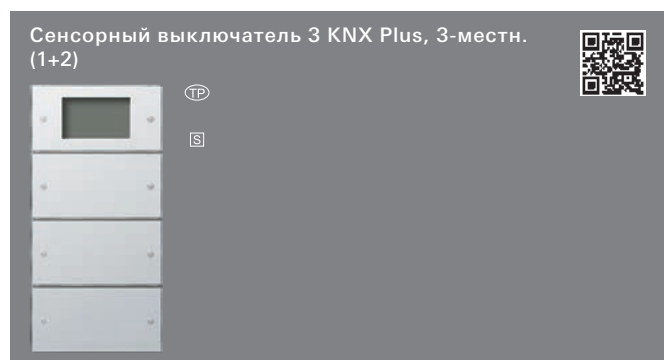 Сенсорный выключатель 3 KNX Plus, 3-местн.
(1+2)
TP
S